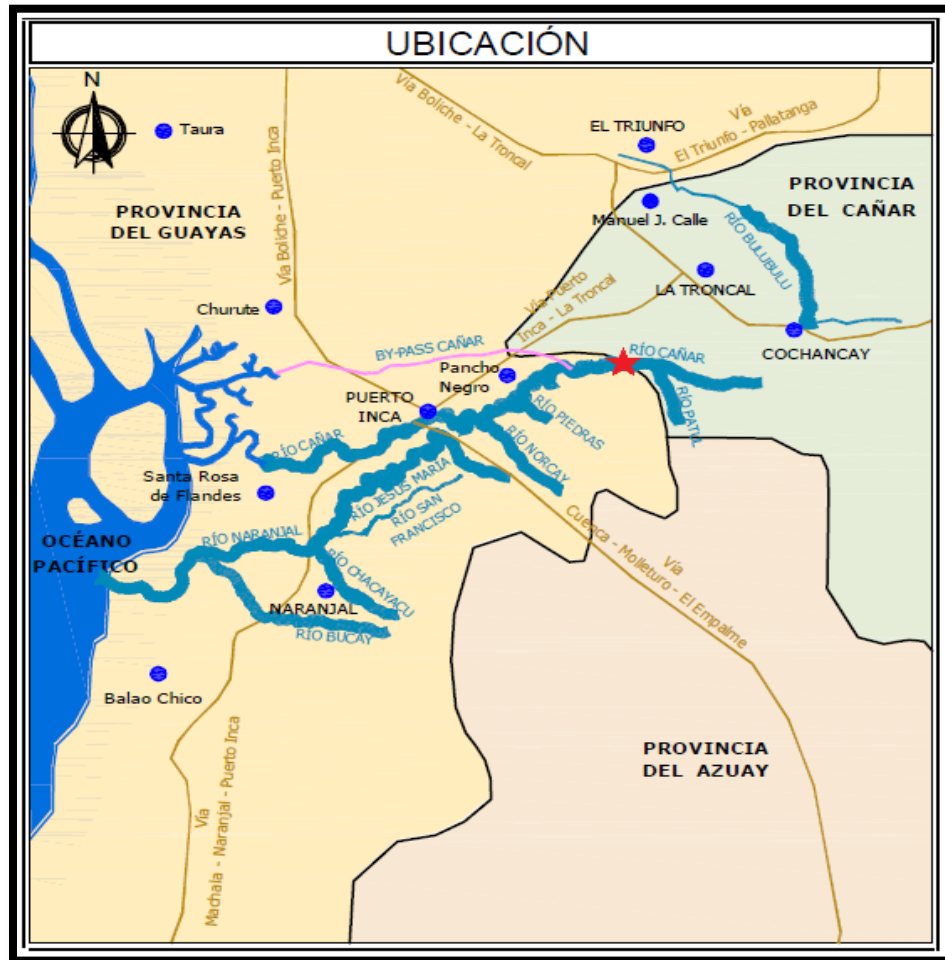 UBICACIÓN
N
Taura
Vía Boliche - La Troncal
EL TRIUNFO
Vía
El Triunfo - Pallatanga
PROVINCIA
DEL GUAYAS
Vía Boliche - Puerto Inca
Manuel J. Calle
PROVINCIA
DEL CAÑAR
RÍO BULUBULU
LA TRONCAL
Churute
Vía Puerto
Inca - La Troncal
COCHANCAY
BY-PASS CAÑAR
RÍO CAÑAR
Pancho
Negro
PUERTO
INCA
RÍO PIEDRAS
RÍO PATUL
RÍO CAÑAR
RÍO NORCAY
Santa Rosa
de Flandes
RÍO JESUS MARIA
RÍO SAN
FRANCISCO
OCÉANO
PACÍFICO
RÍO NARANJAL
Vía
Cuenca - Molleturo - El Empalme
RÍO CHACAYACU
NARANJAL
RÍO BUCAY
Balao Chico
PROVINCIA
DEL AZUAY
Vía
Machala - Naranjal - Puerto Inca